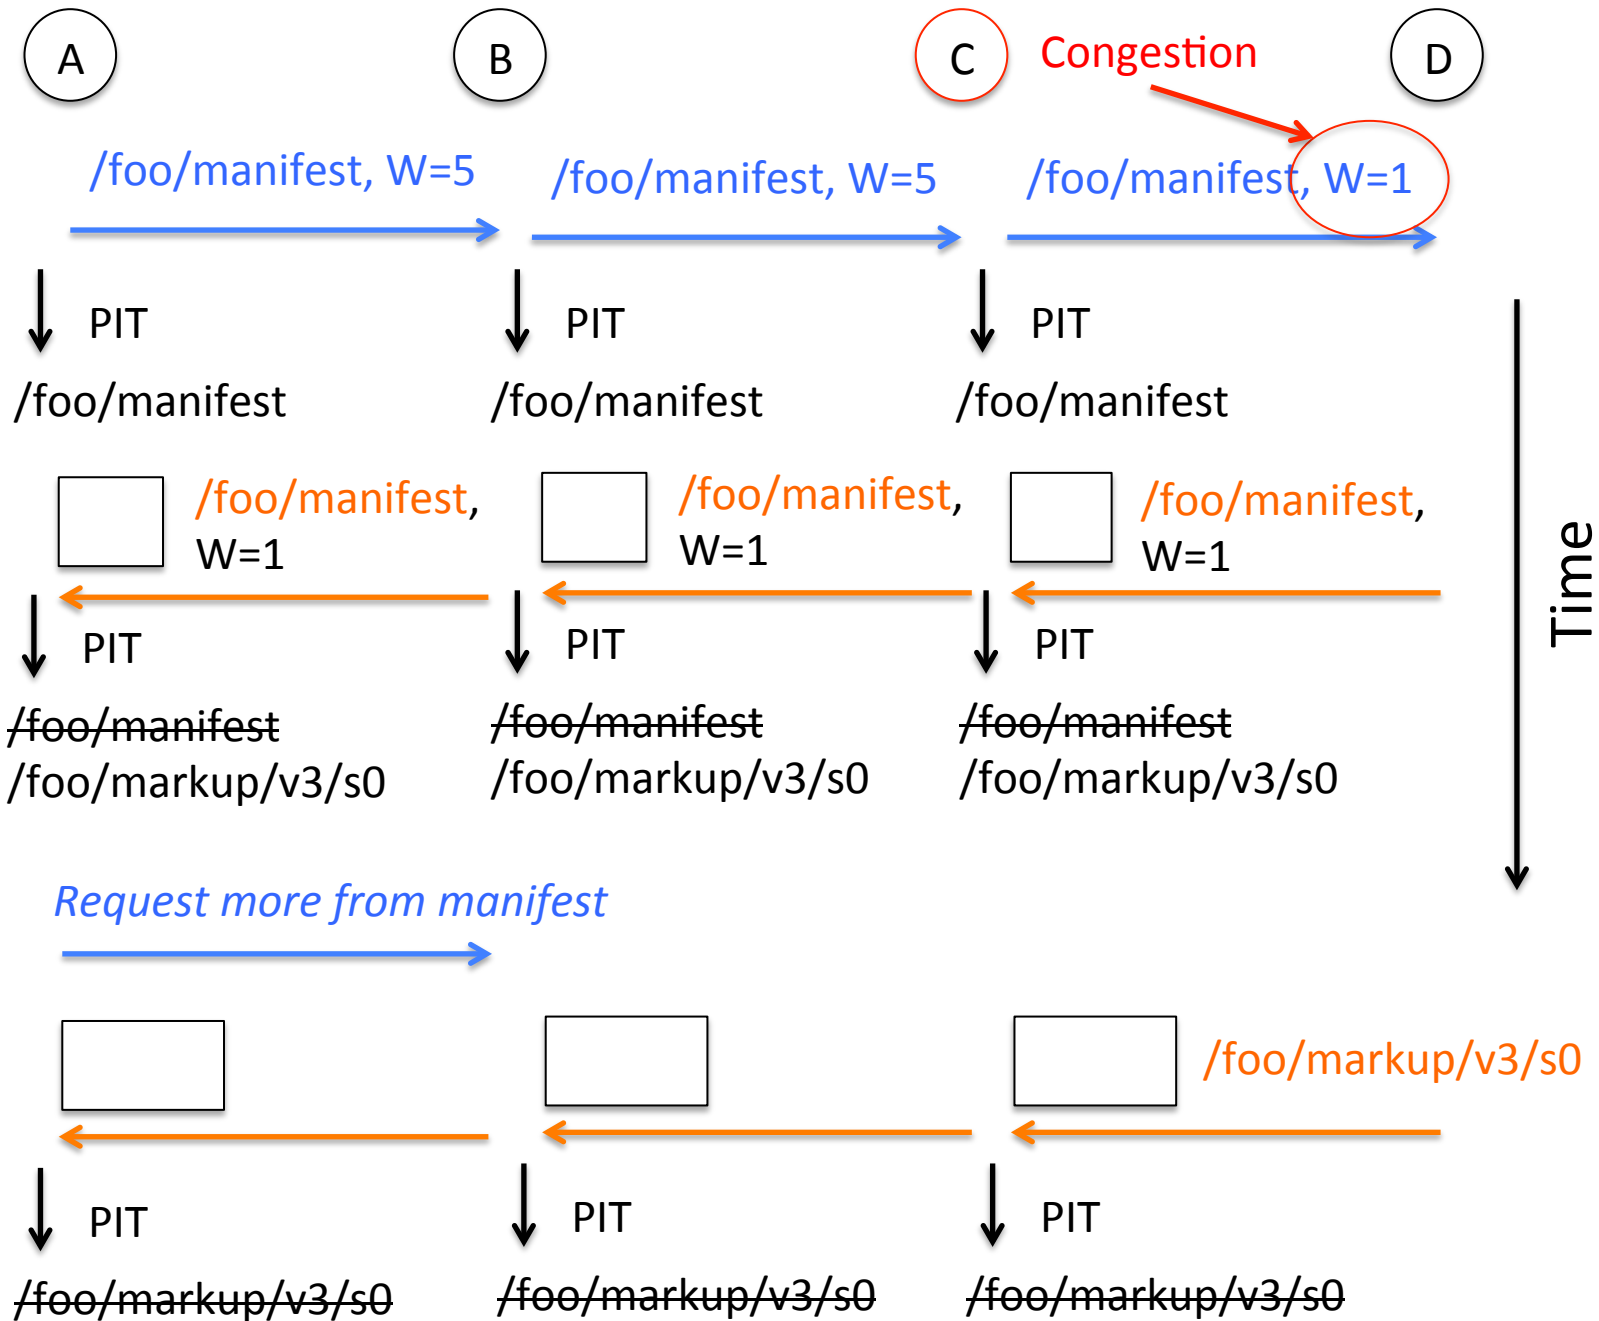 A
B
C
Congestion
D
/foo/manifest, W=5
/foo/manifest, W=5
/foo/manifest, W=1
PIT
PIT
PIT
/foo/manifest
/foo/manifest
/foo/manifest
/foo/manifest,
W=1
/foo/manifest,
W=1
/foo/manifest,
W=1
Time
PIT
PIT
PIT
/foo/manifest
/foo/markup/v3/s0
/foo/manifest
/foo/markup/v3/s0
/foo/manifest
/foo/markup/v3/s0
Request more from manifest
/foo/markup/v3/s0
PIT
PIT
PIT
/foo/markup/v3/s0
/foo/markup/v3/s0
/foo/markup/v3/s0